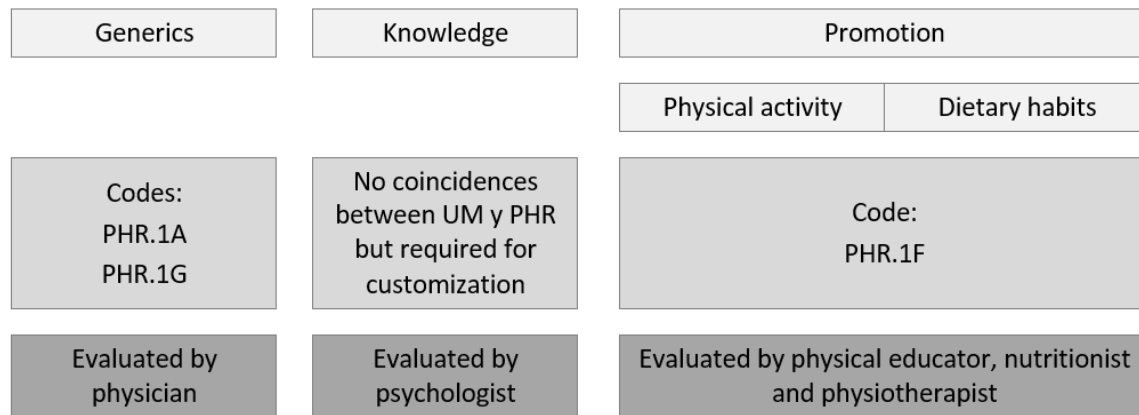 Generics
Knowledge
Promotion
Physical activity
Dietary habits
Codes:
PHR.1A
PHR.1G
No coincidences
between UM y PHR
but required for
customization
Code:
PHR.1F
Evaluated by
physician
Evaluated by
psychologist
Evaluated by physical educator, nutritionist
and physiotherapist